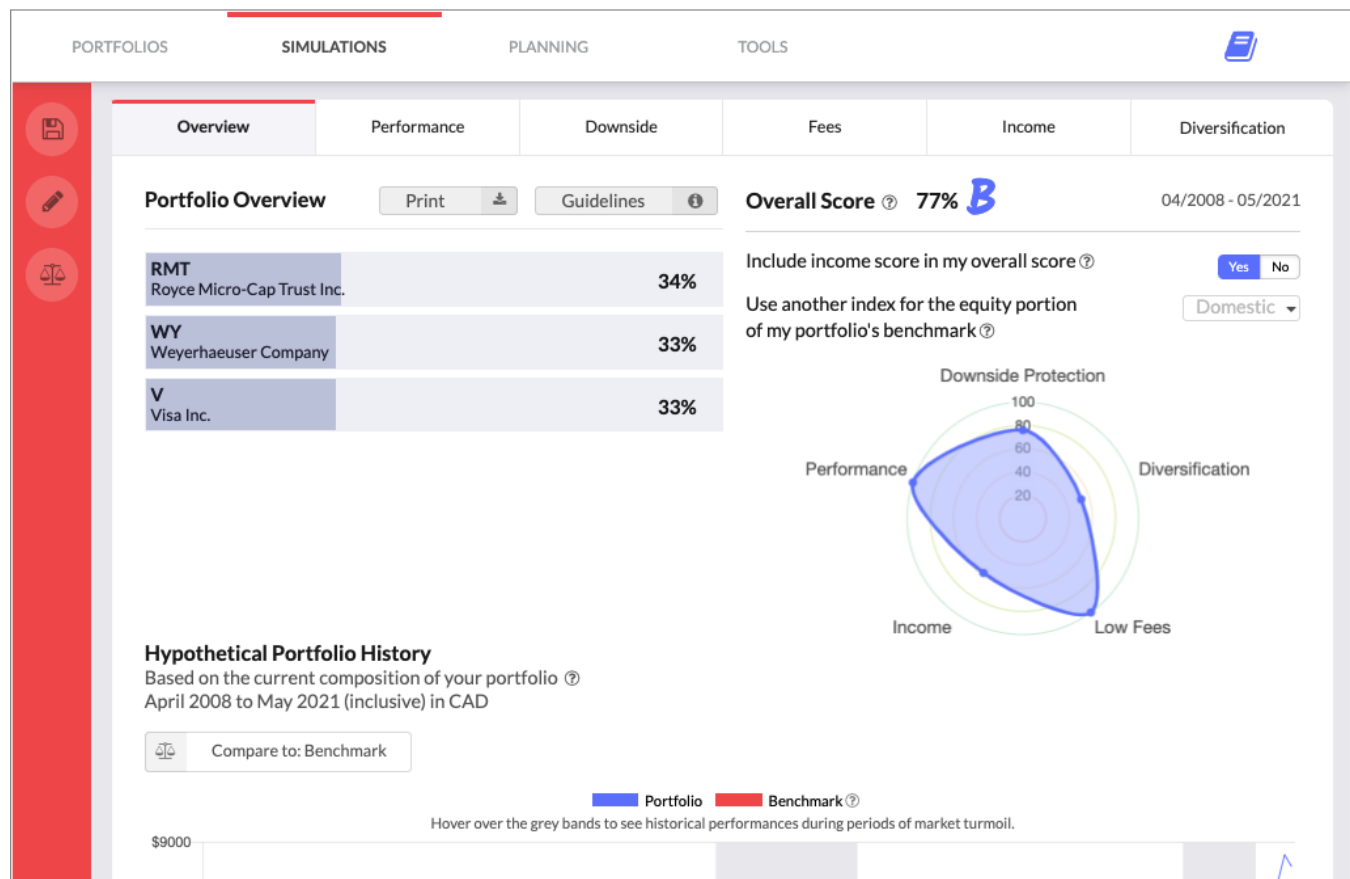 PORTFOLIOS SIMULATIONS PLANNING TOOLS
Overview Performance Downside Fees Income Diversification
Portfolio Overview Print Guidelines
Overall Score 77% B 04/2008 - 05/2021
RMT
Royce Micro-Cap Trust Inc.
34%
WY
Weyerhaeuser Company
33%
V
Visa Inc.
33%
Include income score in my overall score
Yes No
Use another index for the equity portion
of my portfolio's benchmark
Domestic
Downside Protection
100
80
60
40
20
Performance
Diversification
Income
Low Fees
Hypothetical Portfolio History
Based on the current composition of your portfolio
April 2008 to May 2021 (inclusive) in CAD
Compare to: Benchmark
Portfolio Benchmark
Hover over the grey bands to see historical performances during periods of market turmoil.
$9000